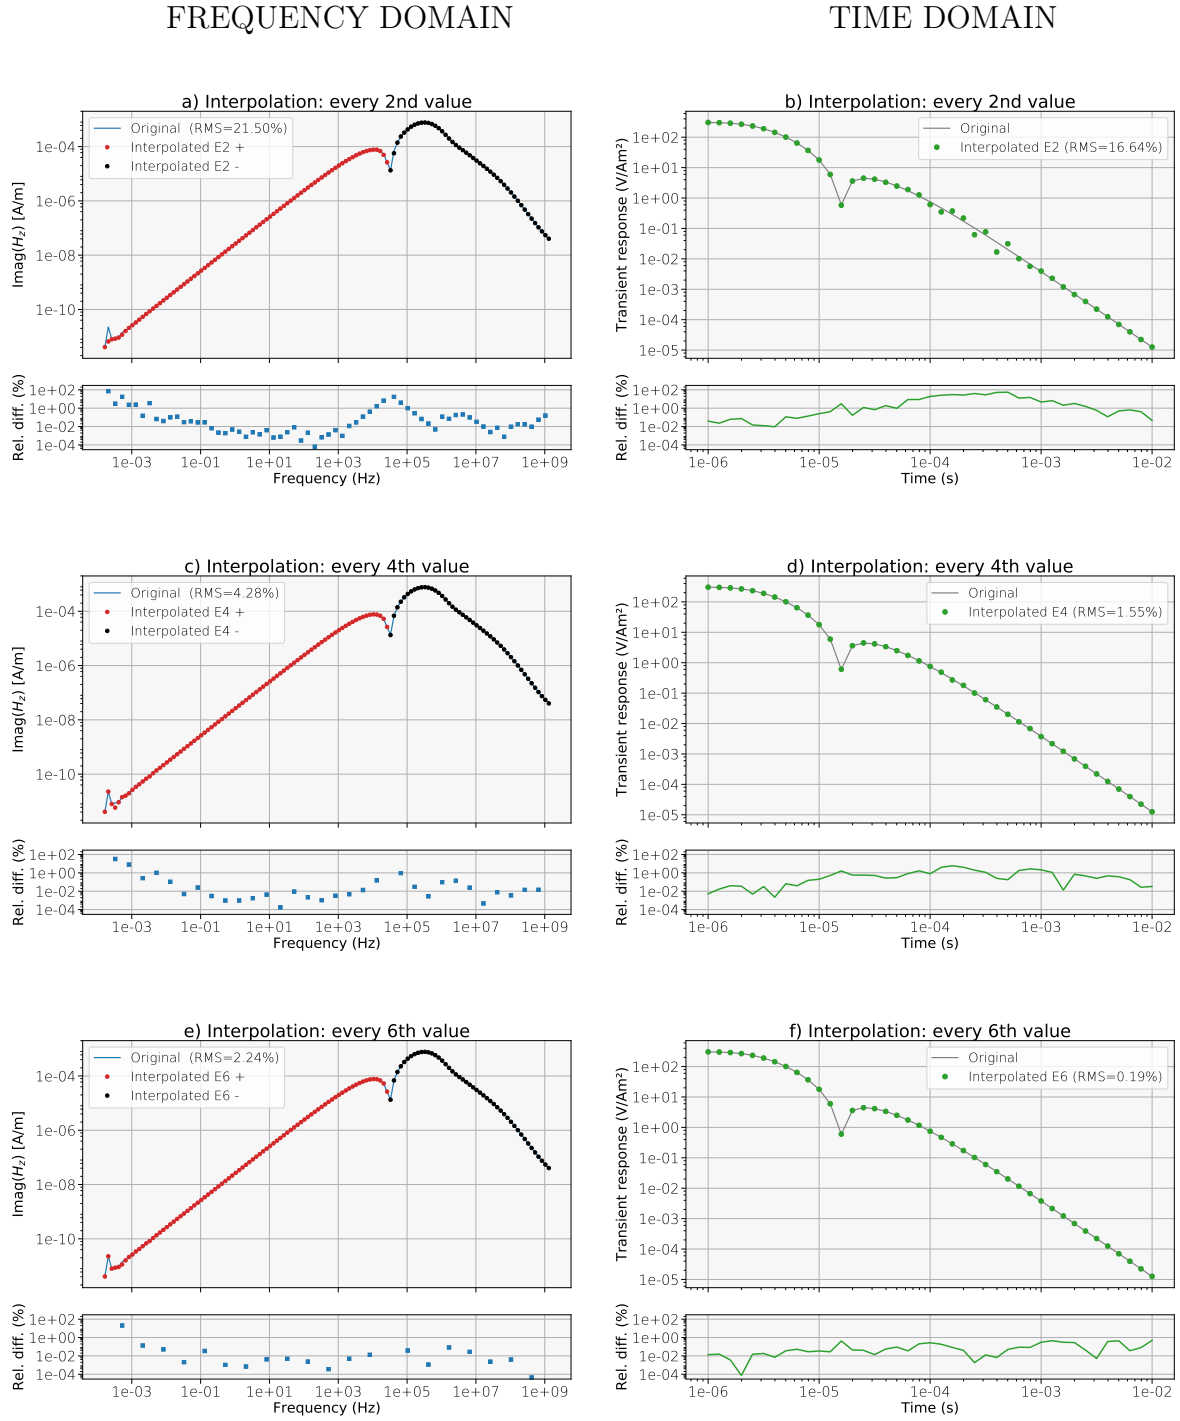 FREQUENCY DOMAIN
TIME DOMAIN
a) Interpolation: every 2nd value
Original (RMS=21.50%)
Interpolated E2 +
Interpolated E2 -
Imag(H_z) [A/m]
1e-04
1e-06
1e-08
1e-10
Rel. diff. (%)
1e+02
1e+00
1e-02
1e-04
1e-03
1e-01
1e+01
1e+03
1e+05
1e+07
1e+09
Frequency (Hz)
b) Interpolation: every 2nd value
Original
Interpolated E2 (RMS=16.64%)
Transient response (V/Am²)
1e+02
1e+01
1e+00
1e-01
1e-02
1e-03
1e-04
1e-05
Rel. diff. (%)
1e+02
1e+00
1e-02
1e-04
1e-06
1e-05
1e-04
1e-03
1e-02
Time (s)
c) Interpolation: every 4th value
Original (RMS=4.28%)
Interpolated E4 +
Interpolated E4 -
Imag(H_z) [A/m]
1e-04
1e-06
1e-08
1e-10
Rel. diff. (%)
1e+02
1e+00
1e-02
1e-04
1e-03
1e-01
1e+01
1e+03
1e+05
1e+07
1e+09
Frequency (Hz)
d) Interpolation: every 4th value
Original
Interpolated E4 (RMS=1.55%)
Transient response (V/Am²)
1e+02
1e+01
1e+00
1e-01
1e-02
1e-03
1e-04
1e-05
Rel. diff. (%)
1e+02
1e+00
1e-02
1e-04
1e-06
1e-05
1e-04
1e-03
1e-02
Time (s)
e) Interpolation: every 6th value
Original (RMS=2.24%)
Interpolated E6 +
Interpolated E6 -
Imag(H_z) [A/m]
1e-04
1e-06
1e-08
1e-10
Rel. diff. (%)
1e+02
1e+00
1e-02
1e-04
1e-03
1e-01
1e+01
1e+03
1e+05
1e+07
1e+09
Frequency (Hz)
f) Interpolation: every 6th value
Original
Interpolated E6 (RMS=0.19%)
Transient response (V/Am²)
1e+02
1e+01
1e+00
1e-01
1e-02
1e-03
1e-04
1e-05
Rel. diff. (%)
1e+02
1e+00
1e-02
1e-04
1e-06
1e-05
1e-04
1e-03
1e-02
Time (s)